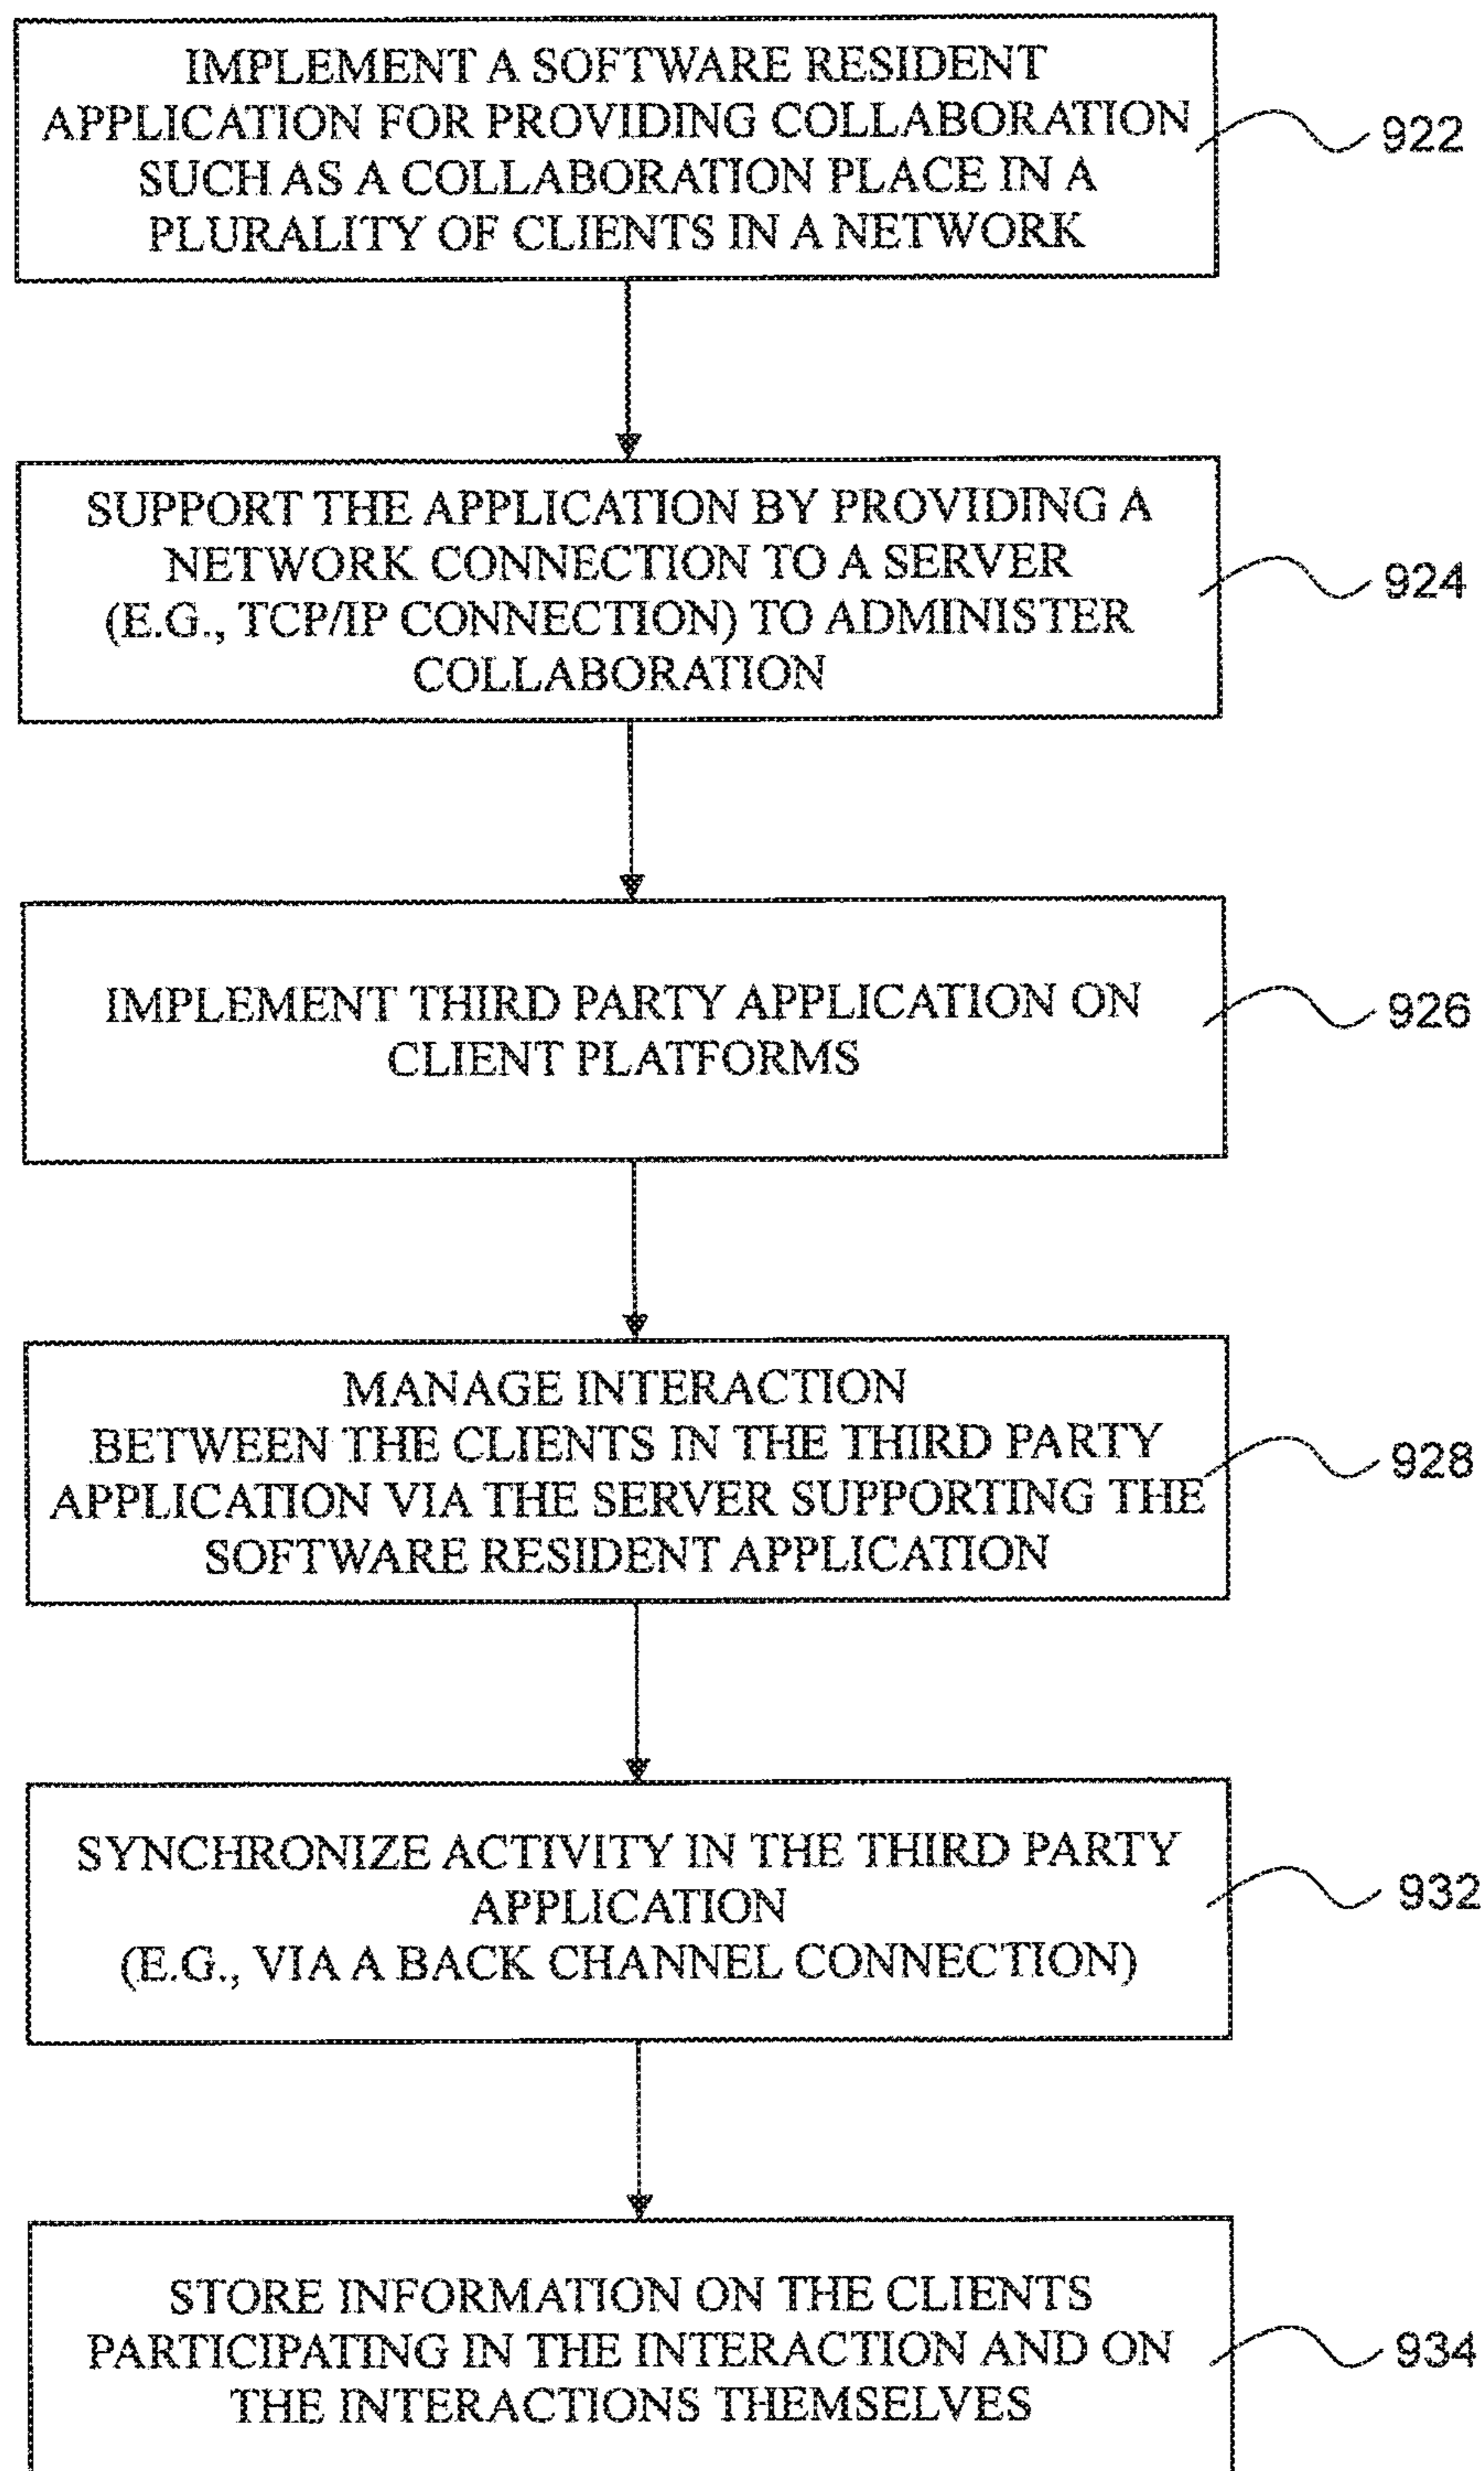 IMPLEMENT A SOFTWARE RESIDENT
APPLICATION FOR PROVIDING COLLABORATION
SUCH AS A COLLABORATION PLACE IN A
PLURALITY OF CLIENTS IN A NETWORK
922
SUPPORT THE APPLICATION BY PROVIDING A
NETWORK CONNECTION TO A SERVER
(E.G., TCP/IP CONNECTION) TO ADMINISTER
COLLABORATION
924
IMPLEMENT THIRD PARTY APPLICATION ON
CLIENT PLATFORMS
926
MANAGE INTERACTION
BETWEEN THE CLIENTS IN THE THIRD PARTY
APPLICATION VIA THE SERVER SUPPORTING THE
SOFTWARE RESIDENT APPLICATION
928
SYNCHRONIZE ACTIVITY IN THE THIRD PARTY
APPLICATION
(E.G., VIA A BACK CHANNEL CONNECTION)
932
STORE INFORMATION ON THE CLIENTS
PARTICIPATING IN THE INTERACTION AND ON
THE INTERACTIONS THEMSELVES
934